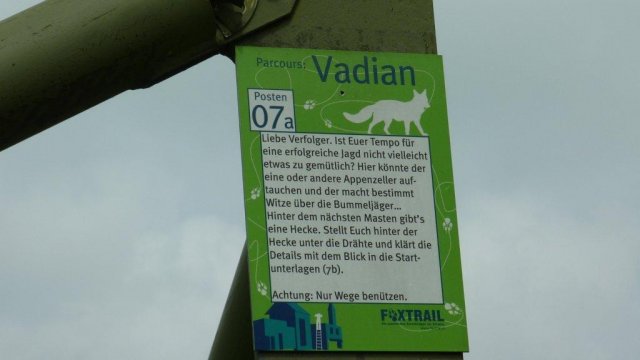 Parcours: Vadian
Posten
07a
Liebe Verfolger. Ist Euer Tempo für
eine erfolgreiche Jagd nicht vielleicht
etwas zu gemütlich? Hier könnte der
eine oder andere Appenzeller auf-
tauchen und der macht bestimmt
Witze über die Bummeljäger...
Hinter dem nächsten Masten gibt's
eine Hecke. Stellt Euch hinter der
Hecke unter die Drähte und klärt die
Details mit dem Blick in die Start-
unterlagen (7b).
Achtung: Nur Wege benützen.
FOXTRAIL